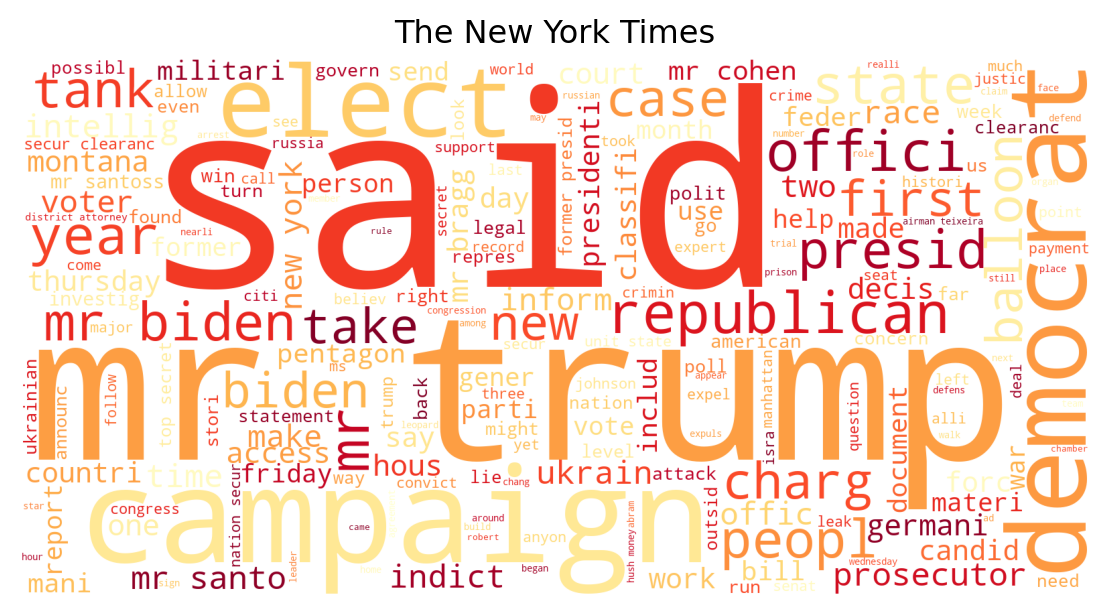 The New York Times
possibl militari govern send world court mr cohen realli state much justic
tank allow even elect russian case crime feder race week claim face
intellig see look may month number clearanc defend
secur clearanc arrest russia support took offici role us
montana win call person last polit two first histori
mr santoss turn secret former presid presidenti classifi
voter district attorney found new york mr bragg day legal use go help made airman teixeira point
year nearli former rule record expert trial presid balloon payment democrat
come repres prison seat still place
thursday citi believ right inform crimin decis far
investig major congression said
mr biden take new republican
among secur unit state american concern
mr trump
ukrainian pentagon ms gener poll appear manhattan next
announc follow top secret stori biden trump back three johnson nation expel left defens deal
statement parti might yet vote includ question alli walk
make mr say level expuls isra war chamber
countri access leopard document
time friday way hous convict lie chang ukrain attack charg forc materi
report star congress nation secur campaign outsid offic leak germani ad
one came around build robert anyon hush money abram peopl candid
hour leader began wednesday
mani mr santo sign indict work bill run senat prosecutor need